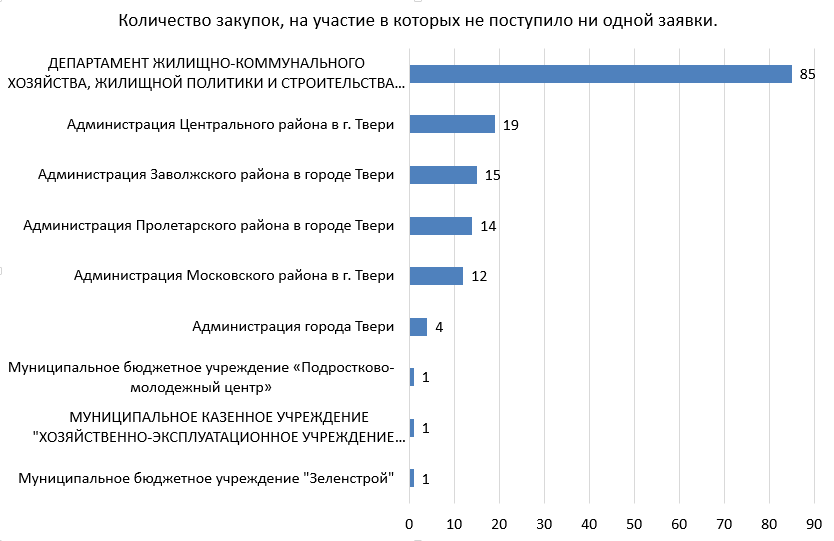 Количество закупок, на участие в которых не поступило ни одной заявки.
ДЕПАРТАМЕНТ ЖИЛИЩНО-КОММУНАЛЬНОГО
ХОЗЯЙСТВА, ЖИЛИЩНОЙ ПОЛИТИКИ И СТРОИТЕЛЬСТВА…
85
Администрация Центрального района в г. Твери
19
Администрация Заволжского района в городе Твери
15
Администрация Пролетарского района в городе Твери
14
Администрация Московского района в г. Твери
12
Администрация города Твери
4
Муниципальное бюджетное учреждение «Подростково-
молодежный центр»
1
МУНИЦИПАЛЬНОЕ КАЗЕННОЕ УЧРЕЖДЕНИЕ
"ХОЗЯЙСТВЕННО-ЭКСПЛУАТАЦИОННОЕ УЧРЕЖДЕНИЕ…
1
Муниципальное бюджетное учреждение "Зеленстрой"
1
0 10 20 30 40 50 60 70 80 90